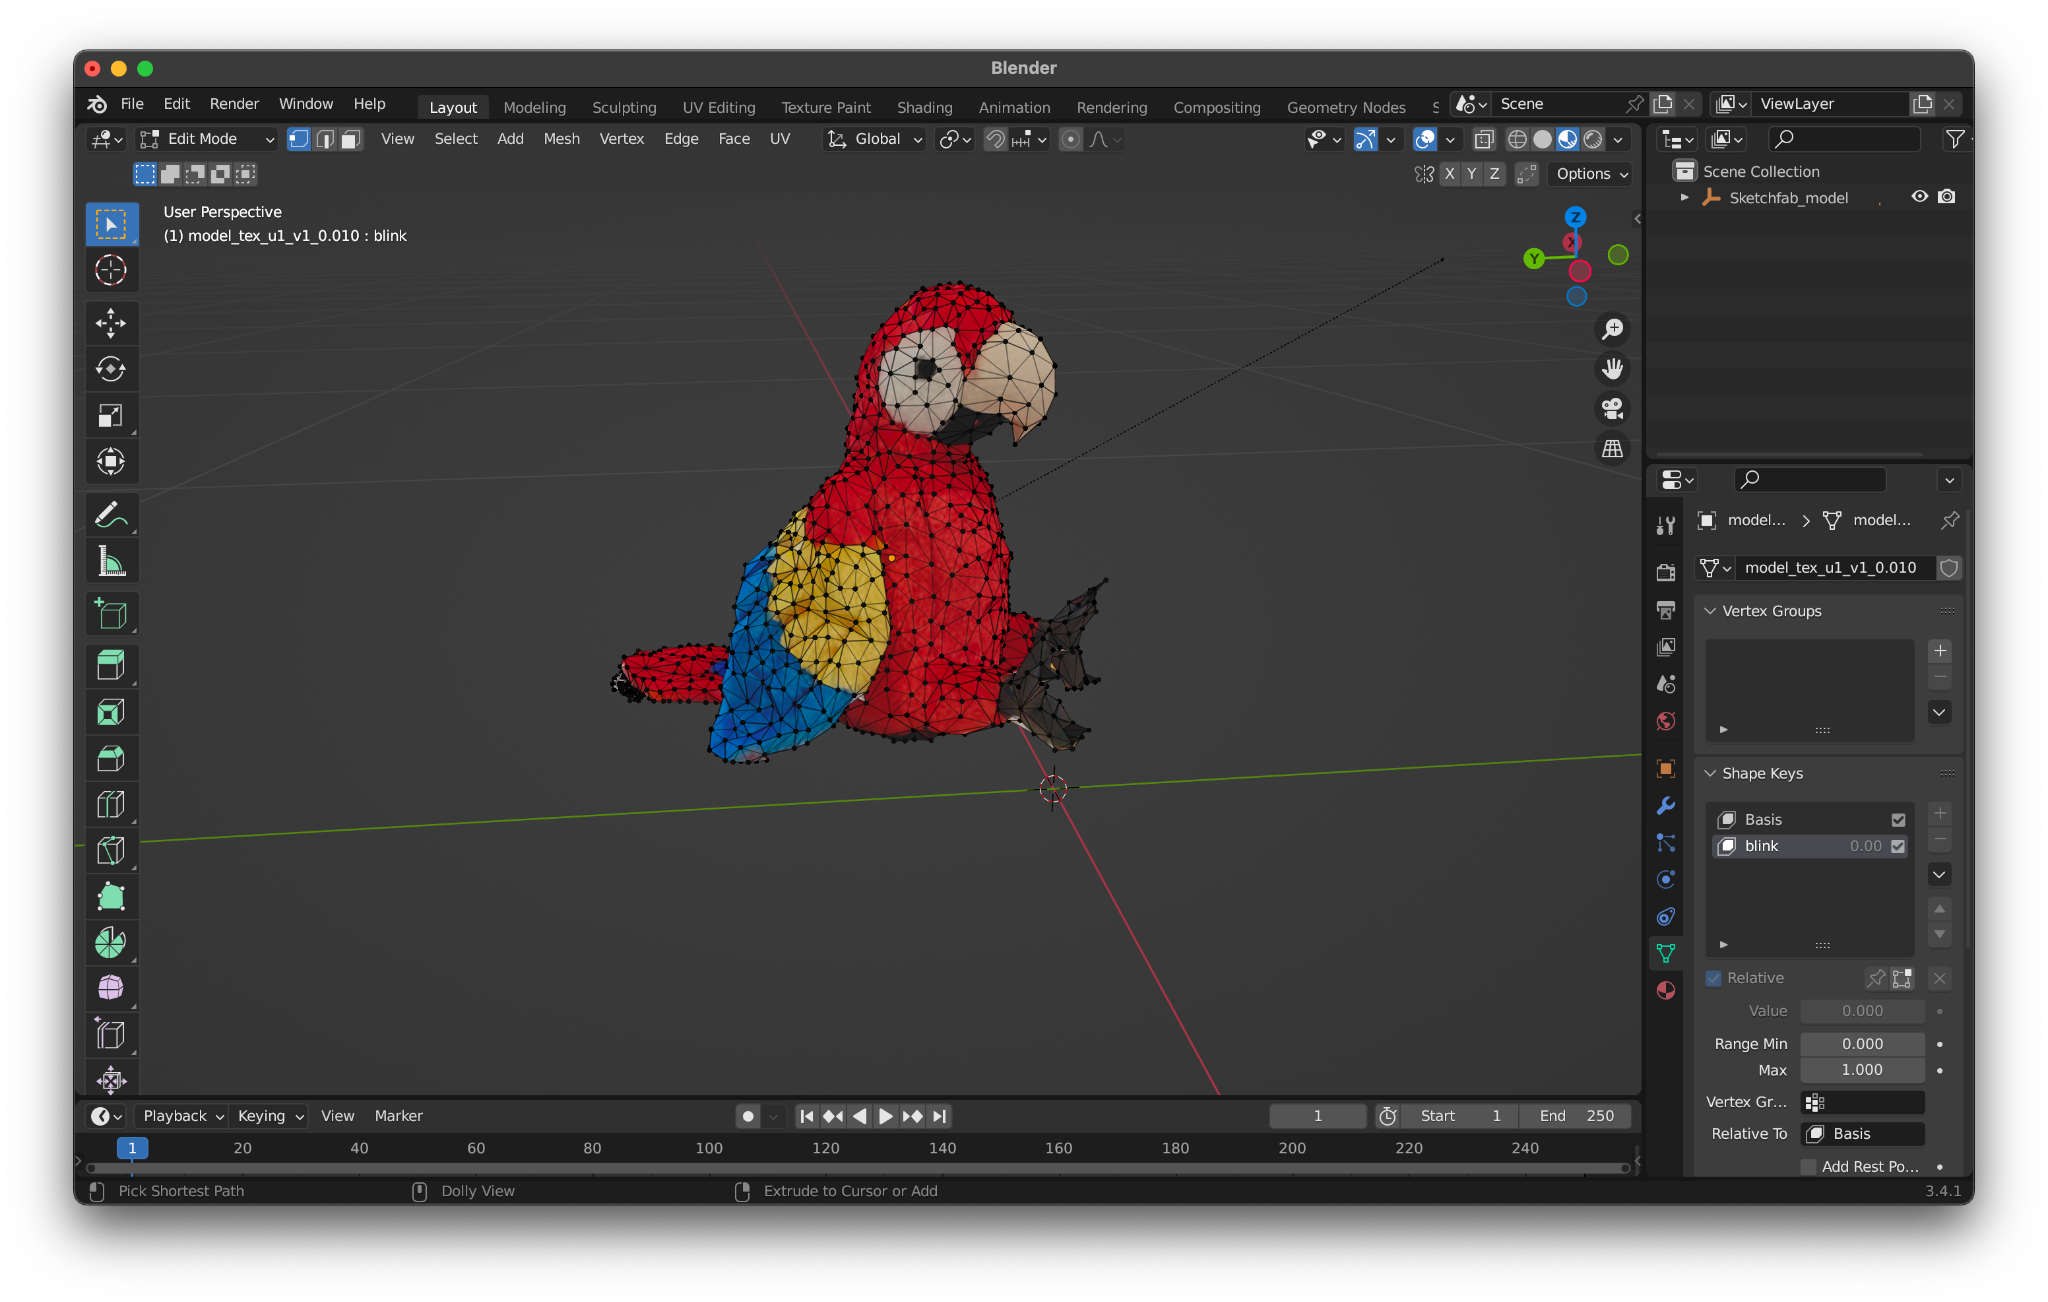 Blender
File Edit Render Window Help Layout Modeling Sculpting UV Editing Texture Paint Shading Animation Rendering Compositing Geometry Nodes Scene ViewLayer
Edit Mode View Select Add Mesh Vertex Edge Face UV Global
X Y Z Options
Scene Collection
Sketchfab_model
User Perspective
(1) model_tex_u1_v1_0.010 : blink
Z
X
Y
model... model...
model_tex_u1_v1_0.010
Vertex Groups
Shape Keys
Basis
blink 0.00
Relative
Value 0.000
Range Min 0.000
Max 1.000
Vertex Gr...
Relative To Basis
Add Rest Po...
Playback Keying View Marker 1 Start 1 End 250
1 20 40 60 80 100 120 140 160 180 200 220 240
Pick Shortest Path Dolly View Extrude to Cursor or Add 3.4.1